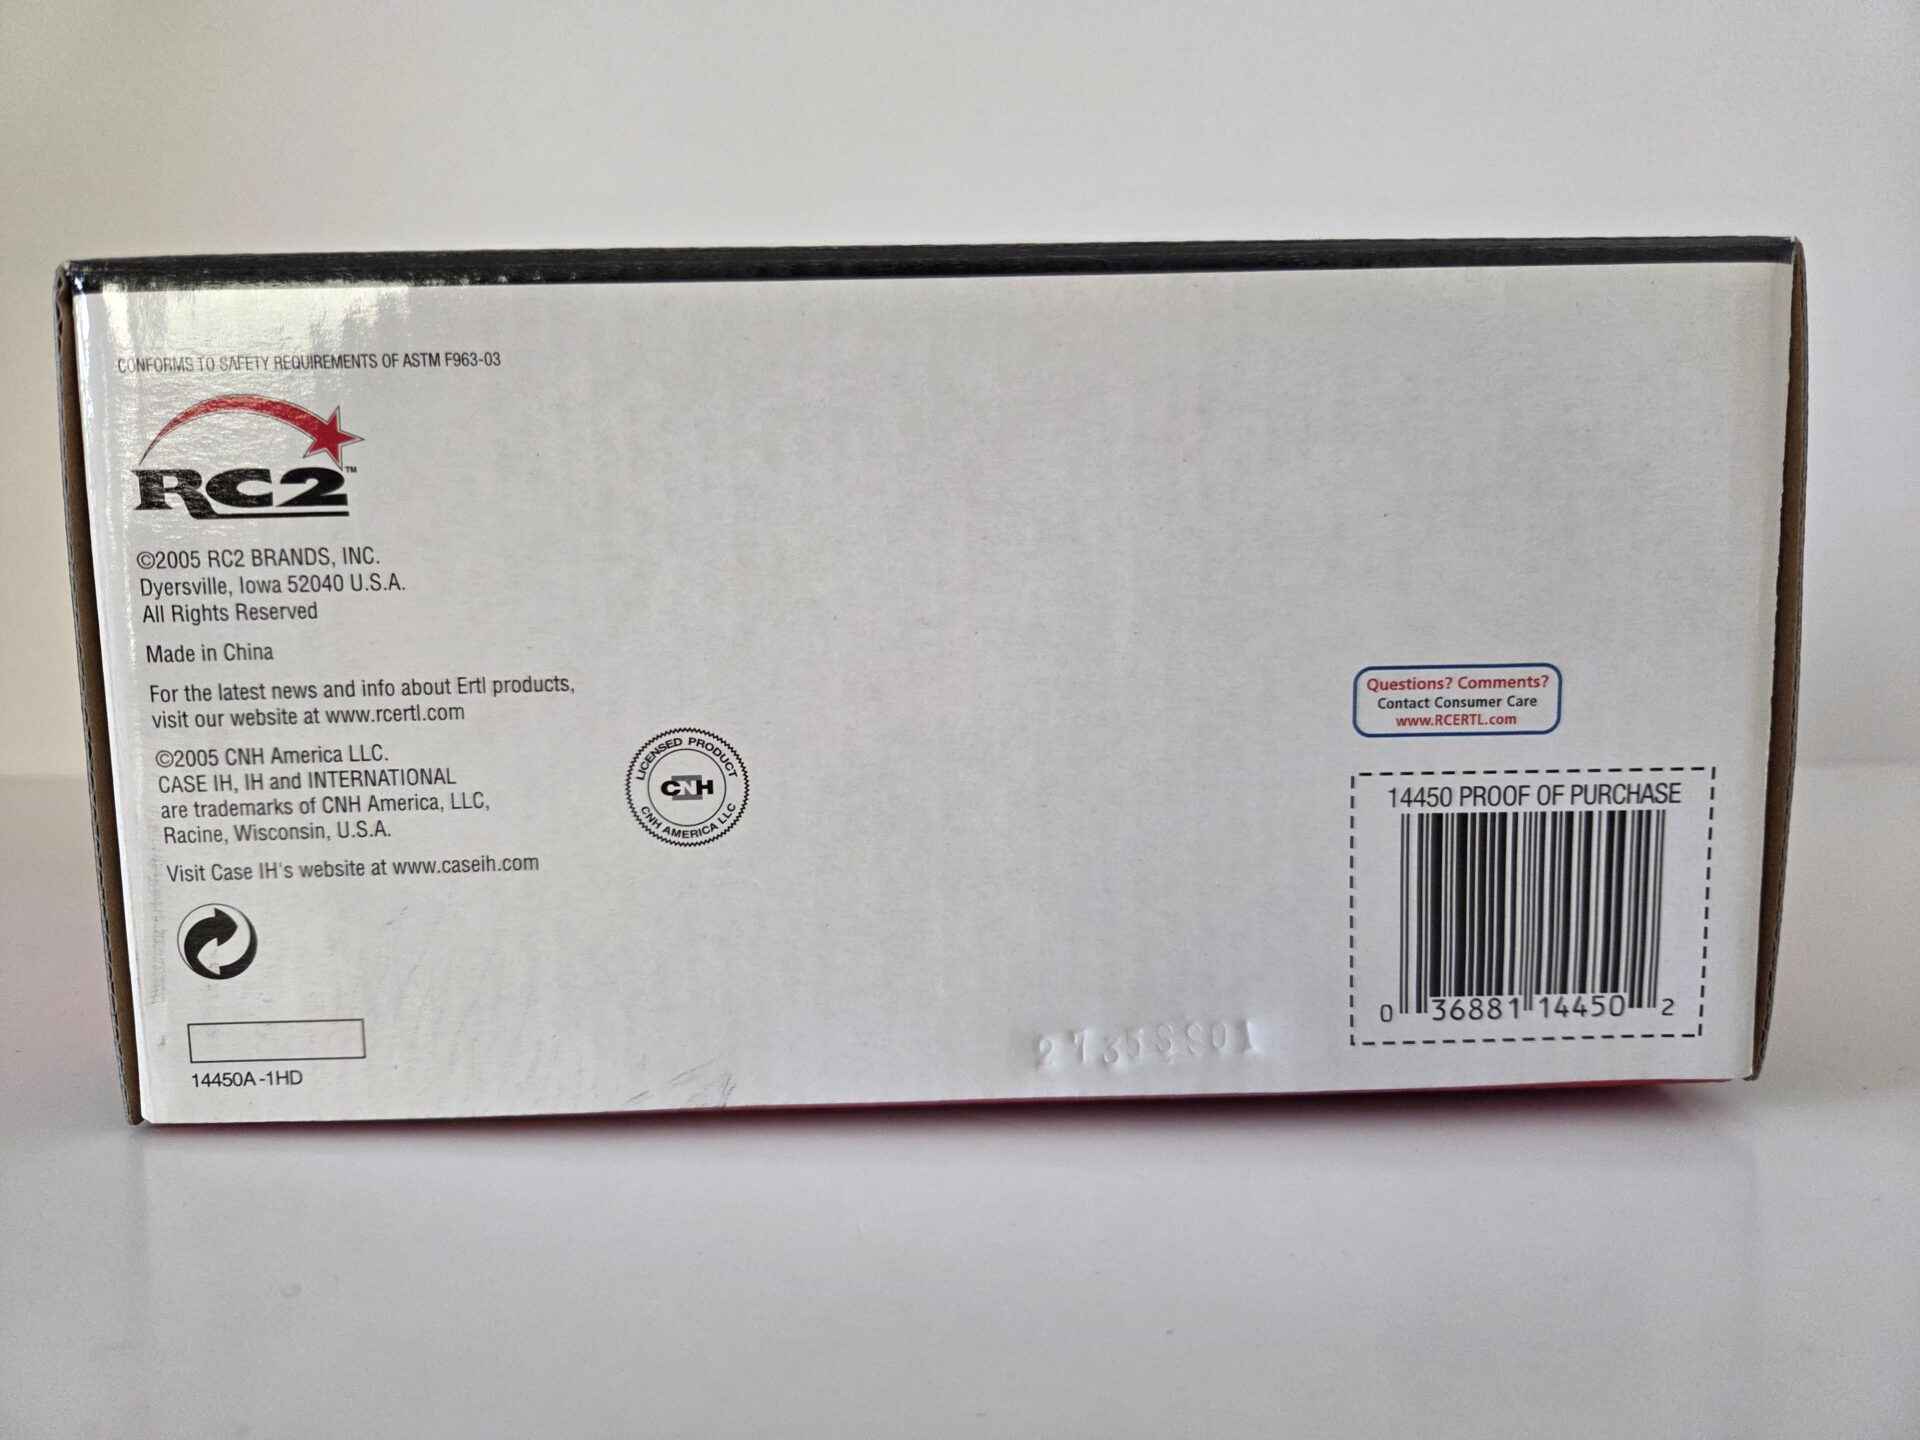 CONFORMS TO SAFETY REQUIREMENTS OF ASTM F963-03
RC2™
©2005 RC2 BRANDS, INC.
Dyersville, Iowa 52040 U.S.A.
All Rights Reserved
Made in China
For the latest news and info about Ertl products,
visit our website at www.rcertl.com
©2005 CNH America LLC.
CASE IH, IH and INTERNATIONAL
are trademarks of CNH America, LLC,
Racine, Wisconsin, U.S.A.
Visit Case IH's website at www.caseih.com
14450A-1HD
LICENSED PRODUCT
CNH
CNH AMERICA LLC
Questions? Comments?
Contact Consumer Care
www.RCERTL.com
14450 PROOF OF PURCHASE
0 36881 14450 2